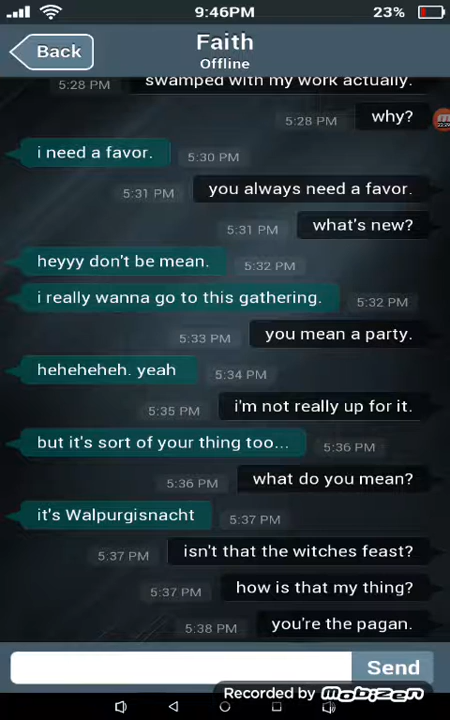 9:46PM
23%
Back
Faith
Offline
swamped with my work actually.
5:28 PM
why?
5:28 PM
i need a favor.
5:30 PM
you always need a favor.
5:31 PM
what's new?
5:31 PM
heyyy don't be mean.
5:32 PM
i really wanna go to this gathering.
5:32 PM
you mean a party.
5:33 PM
heheheheh. yeah
5:34 PM
i'm not really up for it.
5:35 PM
but it's sort of your thing too...
5:36 PM
what do you mean?
5:36 PM
it's Walpurgisnacht
5:37 PM
isn't that the witches feast?
5:37 PM
how is that my thing?
5:37 PM
you're the pagan.
5:38 PM
Send
Recorded by mobizen